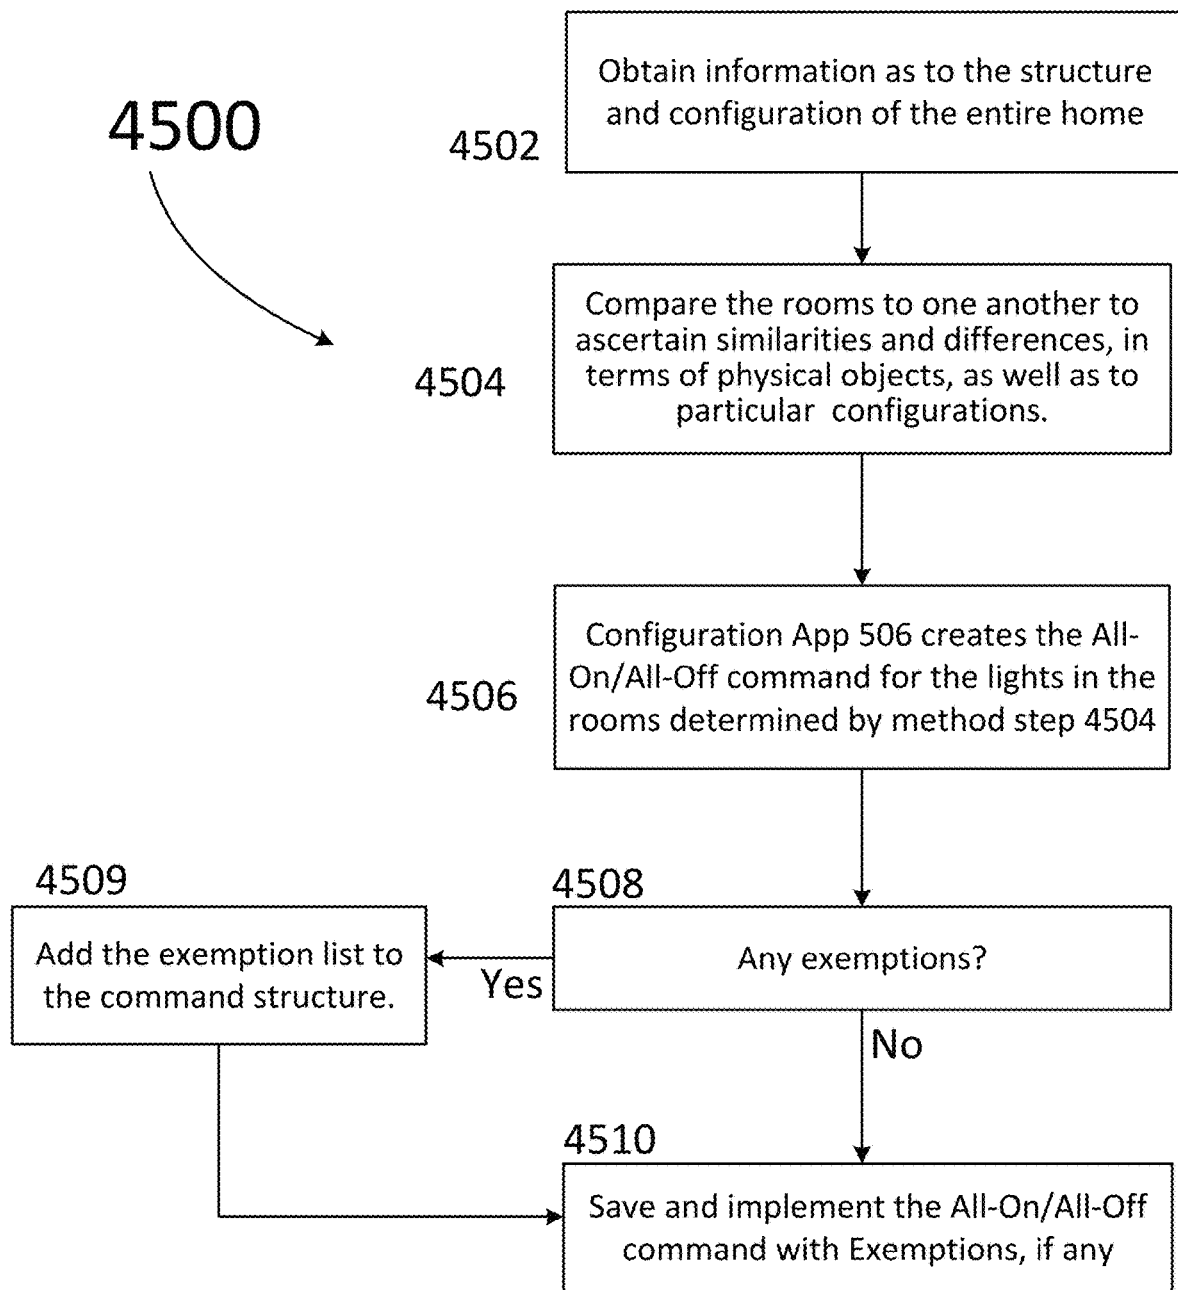 4500
4502
Obtain information as to the structure
and configuration of the entire home
4504
Compare the rooms to one another to
ascertain similarities and differences, in
terms of physical objects, as well as to
particular configurations.
4506
Configuration App 506 creates the All-
On/All-Off command for the lights in the
rooms determined by method step 4504
4508
Any exemptions?
Yes
4509
Add the exemption list to
the command structure.
No
4510
Save and implement the All-On/All-Off
command with Exemptions, if any